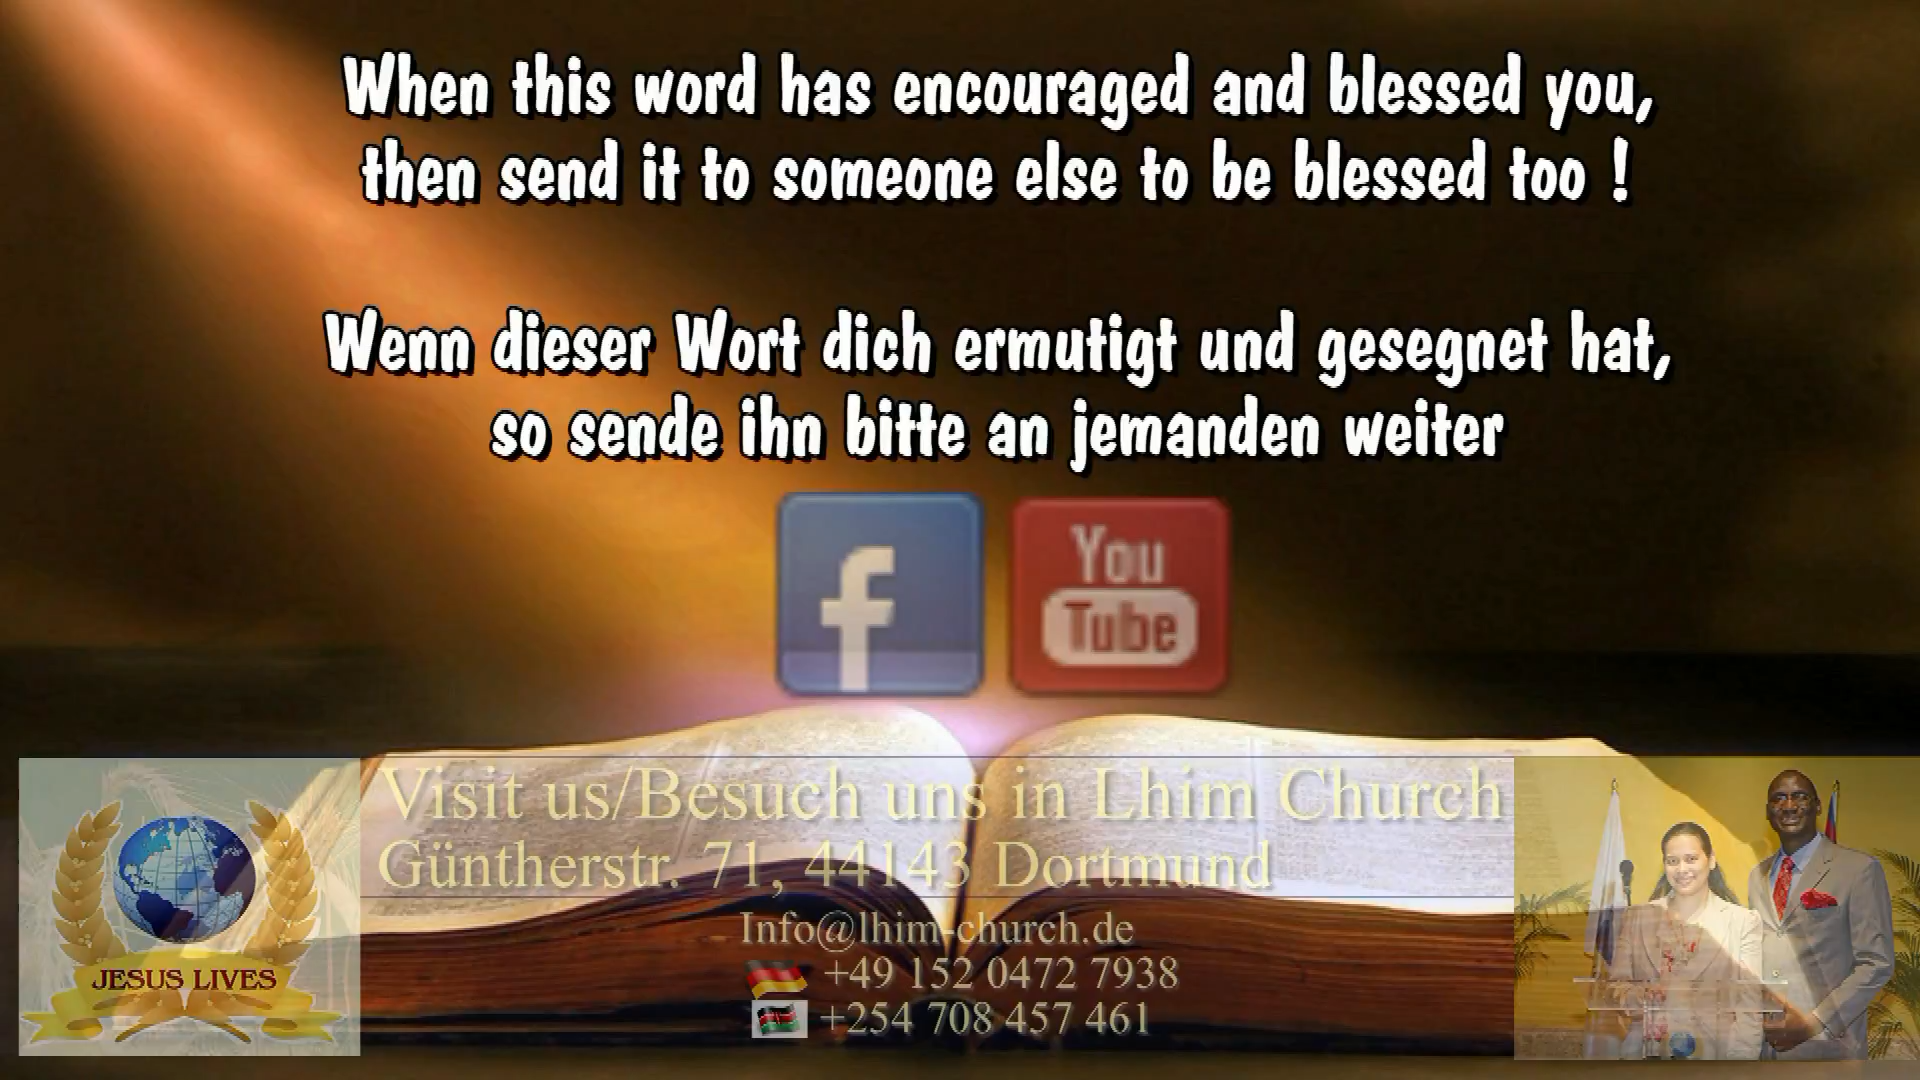 When this word has encouraged and blessed you,
then send it to someone else to be blessed too !
Wenn dieser Wort dich ermutigt und gesegnet hat,
so sende ihn bitte an jemanden weiter
f
You
Tube
Visit us/Besuch uns in Lhim Church
Güntherstr. 71, 44143 Dortmund
Info@lhim-church.de
+49 152 0472 7938
+254 708 457 461
JESUS LIVES